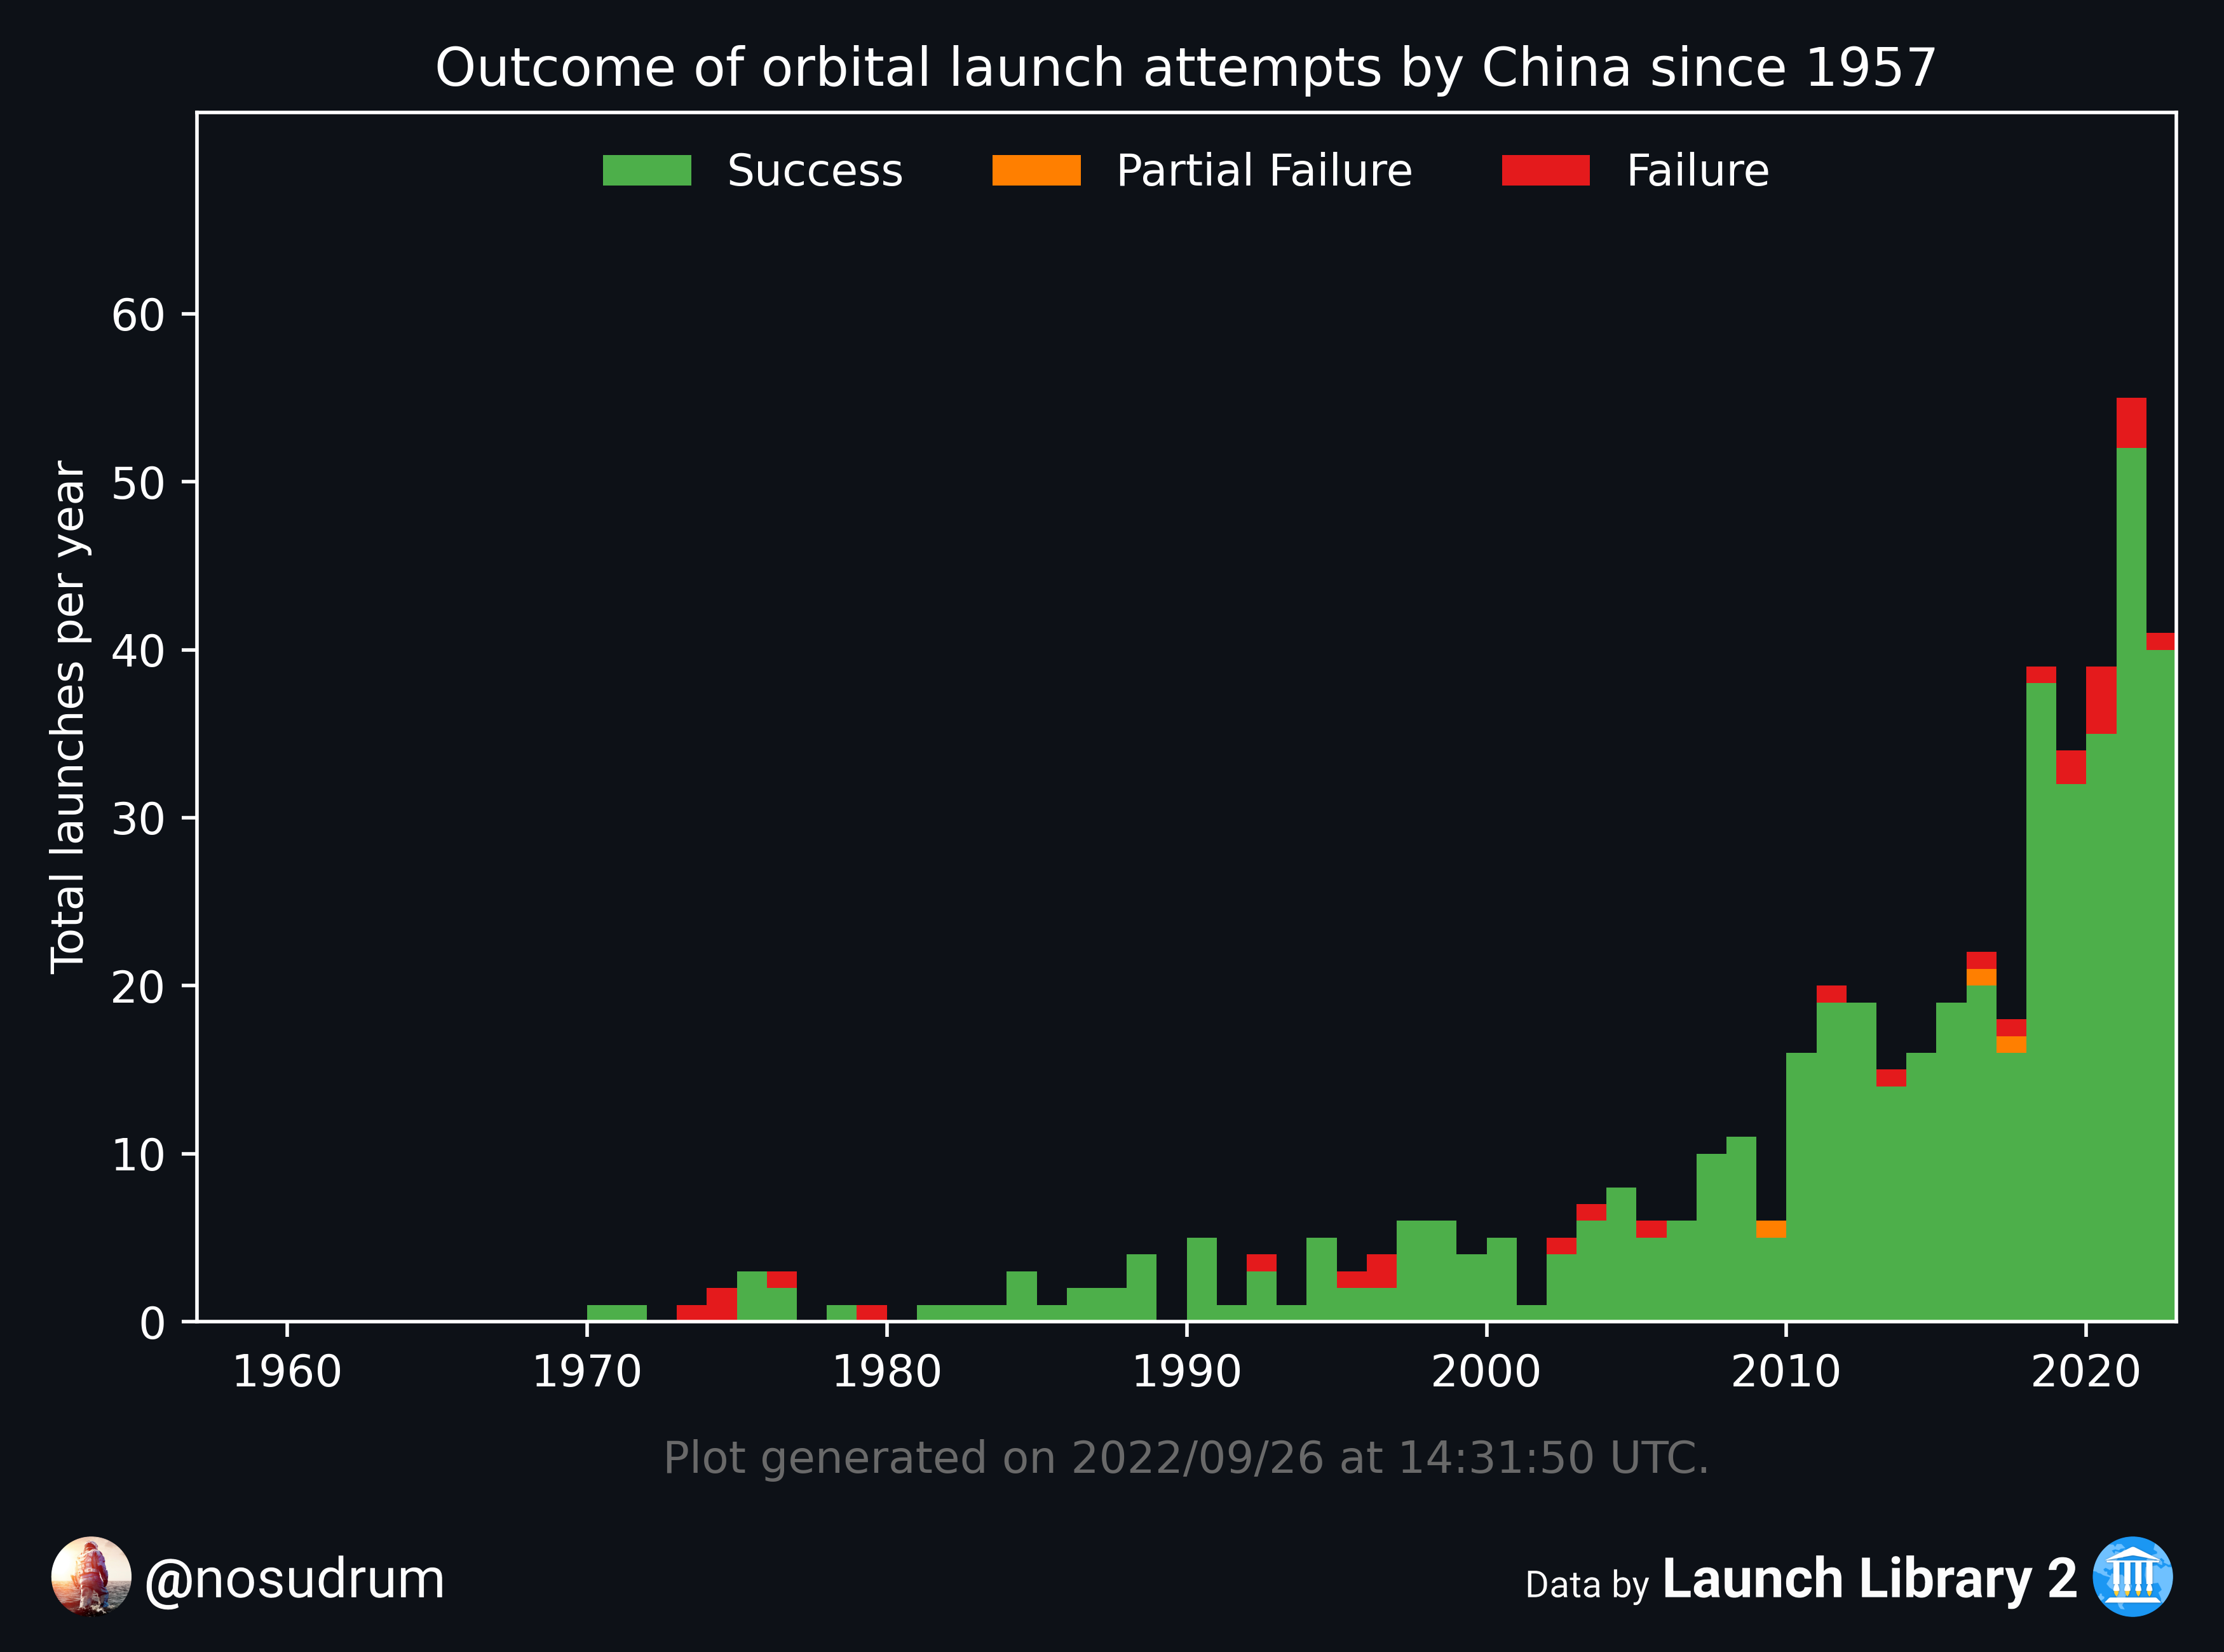 Outcome of orbital launch attempts by China since 1957
Success Partial Failure Failure
Total launches per year
60
50
40
30
20
10
0
1960 1970 1980 1990 2000 2010 2020
Plot generated on 2022/09/26 at 14:31:50 UTC.
@nosudrum Data by Launch Library 2